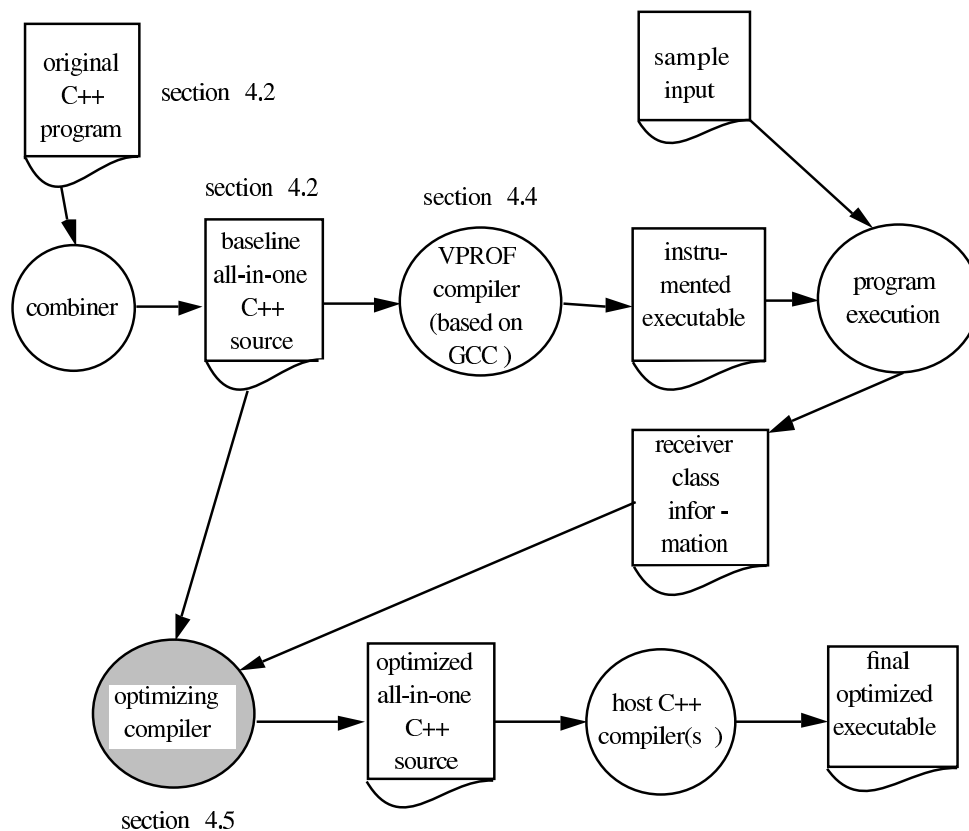 original
C++
program
section 4.2
sample
input
section 4.2
section 4.4
combiner
baseline
all-in-one
C++
source
VPROF
compiler
(based on
GCC )
instru-
mented
executable
program
execution
receiver
class
infor -
mation
optimizing
compiler
optimized
all-in-one
C++
source
host C++
compiler(s )
final
optimized
executable
section 4.5